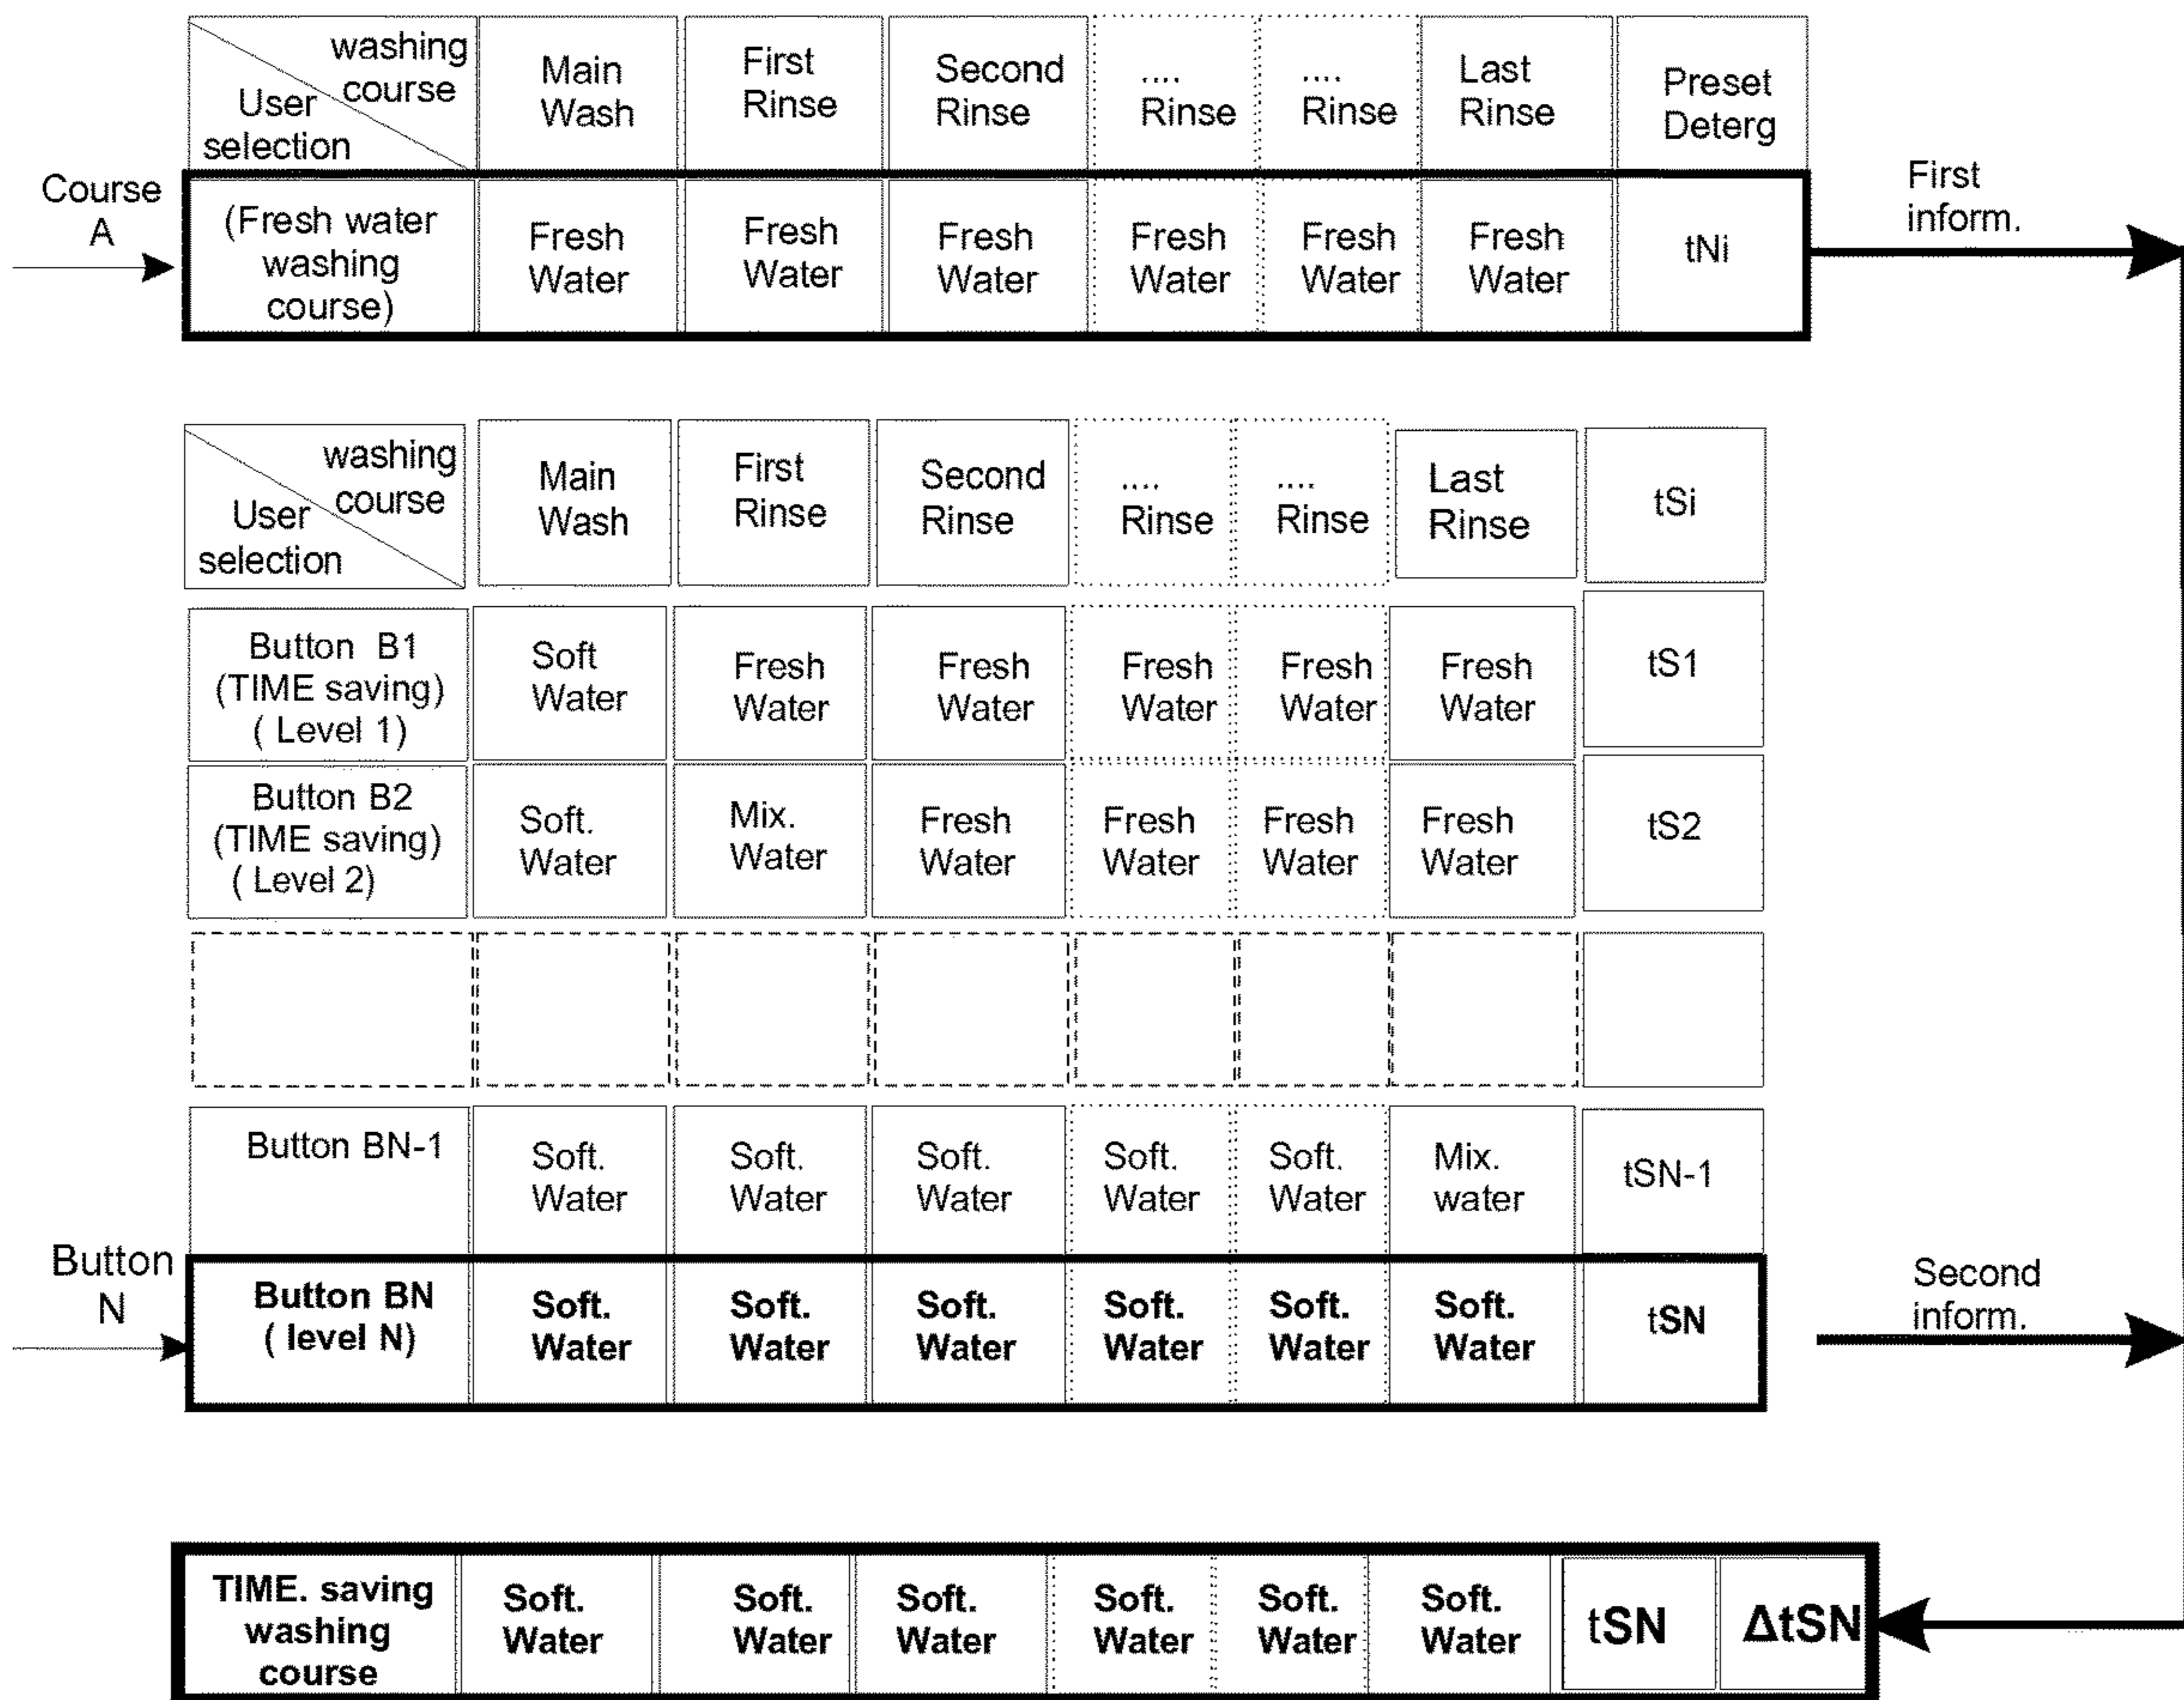 washing
course
User
selection
Main
Wash
First
Rinse
Second
Rinse
....
Rinse
....
Rinse
Last
Rinse
Preset
Deterg
Course
A
(Fresh water
washing
course)
Fresh
Water
Fresh
Water
Fresh
Water
Fresh
Water
Fresh
Water
Fresh
Water
tNi
First
inform.
washing
course
User
selection
Main
Wash
First
Rinse
Second
Rinse
....
Rinse
....
Rinse
Last
Rinse
tSi
Button B1
(TIME saving)
( Level 1)
Soft
Water
Fresh
Water
Fresh
Water
Fresh
Water
Fresh
Water
Fresh
Water
tS1
Button B2
(TIME saving)
( Level 2)
Soft.
Water
Mix.
Water
Fresh
Water
Fresh
Water
Fresh
Water
Fresh
Water
tS2
Button BN-1
Soft.
Water
Soft.
Water
Soft.
Water
Soft.
Water
Soft.
Water
Mix.
water
tSN-1
Button
N
Button BN
( level N)
Soft.
Water
Soft.
Water
Soft.
Water
Soft.
Water
Soft.
Water
Soft.
Water
tSN
Second
inform.
TIME. saving
washing
course
Soft.
Water
Soft.
Water
Soft.
Water
Soft.
Water
Soft.
Water
Soft.
Water
tSN
ΔtSN